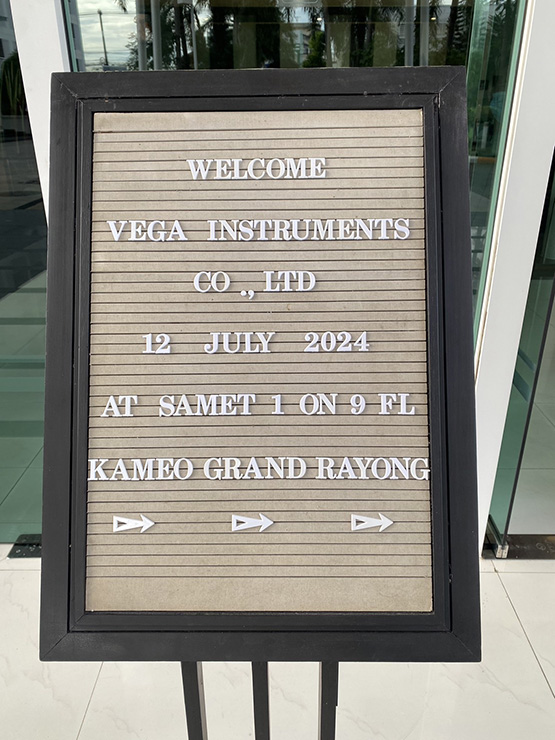 WELCOME
VEGA INSTRUMENTS
CO ., LTD
12 JULY 2024
AT SAMET 1 ON 9 FL
KAMEO GRAND RAYONG